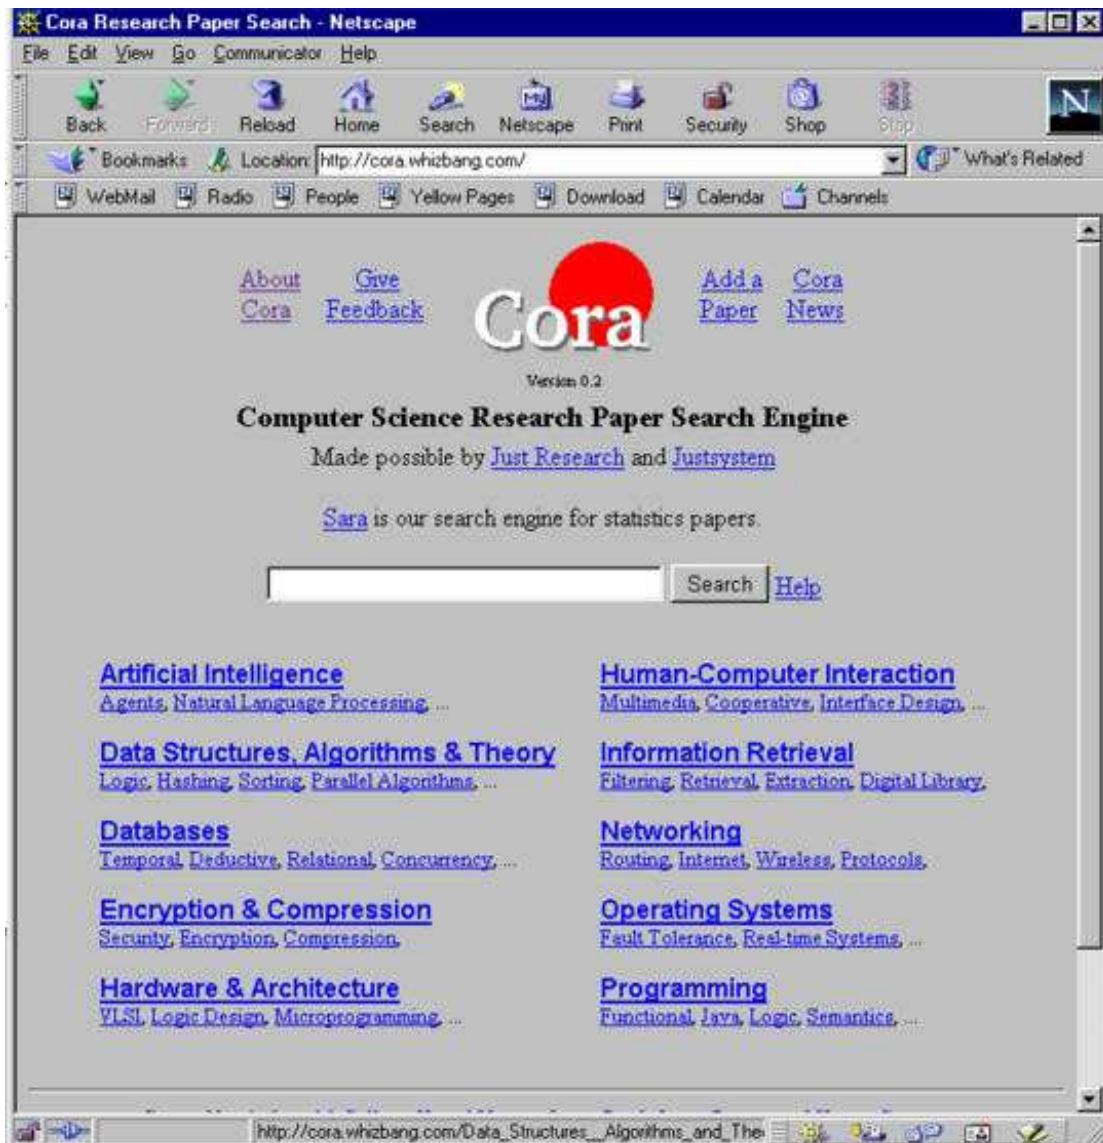 Cora Research Paper Search - Netscape
File Edit View Go Communicator Help
Back Forward Reload Home Search Netscape Print Security Shop Stop
Bookmarks Location: http://cora.whizbang.com/ What's Related
WebMail Radio People Yellow Pages Download Calendar Channels
About Cora
Give Feedback
Cora
Add a Paper
Cora News
Version 0.2
Computer Science Research Paper Search Engine
Made possible by Just Research and Justsystem
Sara is our search engine for statistics papers.
Search Help
Artificial Intelligence
Agents, Natural Language Processing, ...
Data Structures, Algorithms & Theory
Logic, Hashing, Sorting, Parallel Algorithms, ...
Databases
Temporal, Deductive, Relational, Concurrency, ...
Encryption & Compression
Security, Encryption, Compression,
Hardware & Architecture
VLSI, Logic Design, Microprogramming, ...
Human-Computer Interaction
Multimedia, Cooperative, Interface Design, ...
Information Retrieval
Filtering, Retrieval, Extraction, Digital Library,
Networking
Routing, Internet, Wireless, Protocols,
Operating Systems
Fault Tolerance, Real-time Systems, ...
Programming
Functional, Java, Logic, Semantics, ...
http://cora.whizbang.com/Data_Structures__Algorithms_and_The